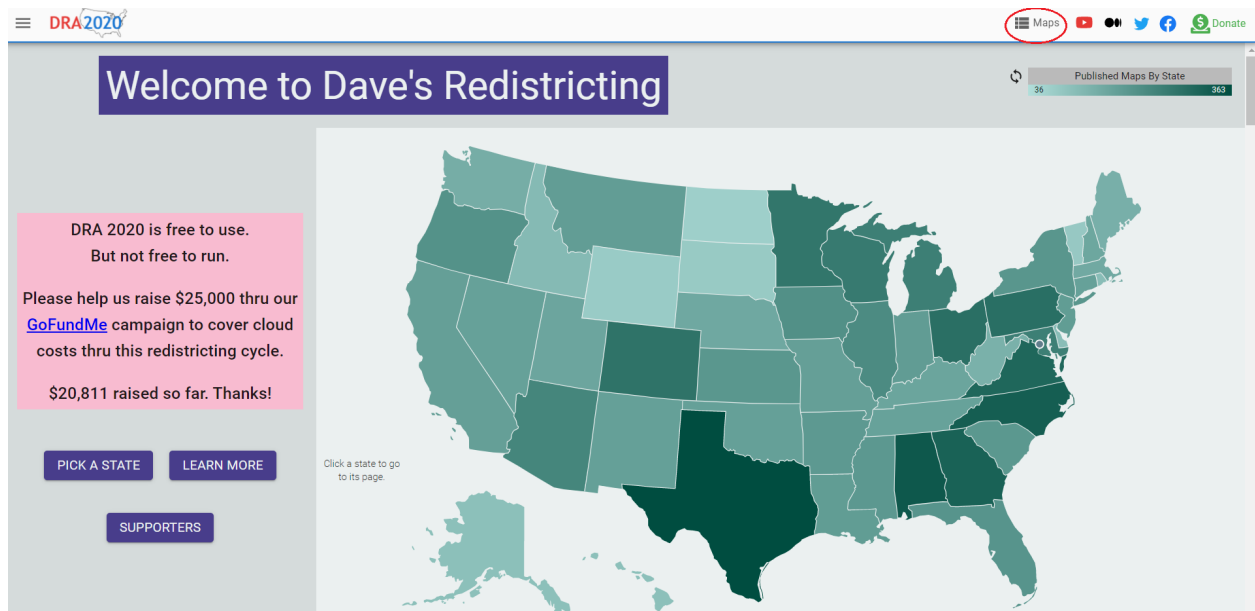 DRA2020
Maps
Donate
Welcome to Dave's Redistricting
Published Maps By State
36 363
DRA 2020 is free to use.
But not free to run.
Please help us raise $25,000 thru our
GoFundMe campaign to cover cloud
costs thru this redistricting cycle.
$20,811 raised so far. Thanks!
PICK A STATE
LEARN MORE
Click a state to go
to its page.
SUPPORTERS